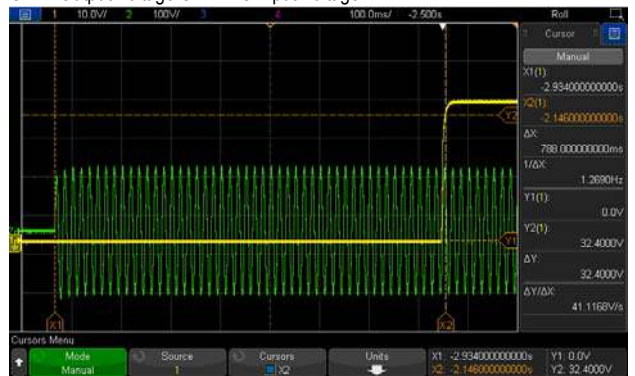 1 10.0V/ 2 100V/ 3 4 100.0ms/ -2.500s Roll
Cursor
Manual
X1(1):
-2.934000000000s
X2(1):
-2.146000000000s
ΔX:
788.000000000ms
1/ΔX:
1.2690Hz
Y1(1):
0.0V
Y2(1):
32.4000V
ΔY:
32.4000V
ΔY/ΔX:
41.1168V/s
Y2
Y1
X1 X2
Cursors Menu
Mode Source Cursors Units
Manual 1 X2
X1: -2.934000000000s Y1: 0.0V
X2: -2.146000000000s Y2: 32.4000V